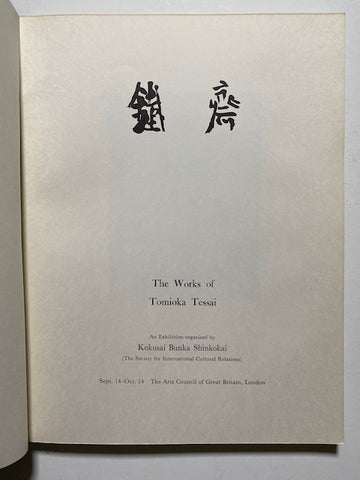 鐵齋
The Works of
Tomioka Tessai
An Exhibition organised by
Kokusai Bunka Shinkokai
(The Society for International Cultural Relations)
Sept. 14-Oct. 14 The Arts Council of Great Britain, London